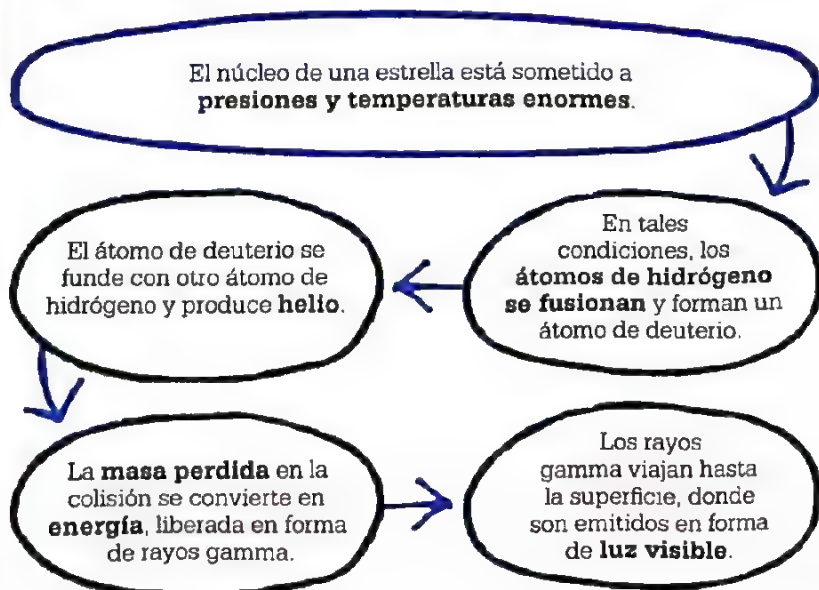 El núcleo de una estrella está sometido a
presiones y temperaturas enormes.
En tales
condiciones, los
átomos de hidrógeno
se fusionan y forman un
átomo de deuterio.
El átomo de deuterio se
funde con otro átomo de
hidrógeno y produce helio.
La masa perdida en la
colisión se convierte en
energía, liberada en forma
de rayos gamma.
Los rayos
gamma viajan hasta
la superficie, donde
son emitidos en forma
de luz visible.